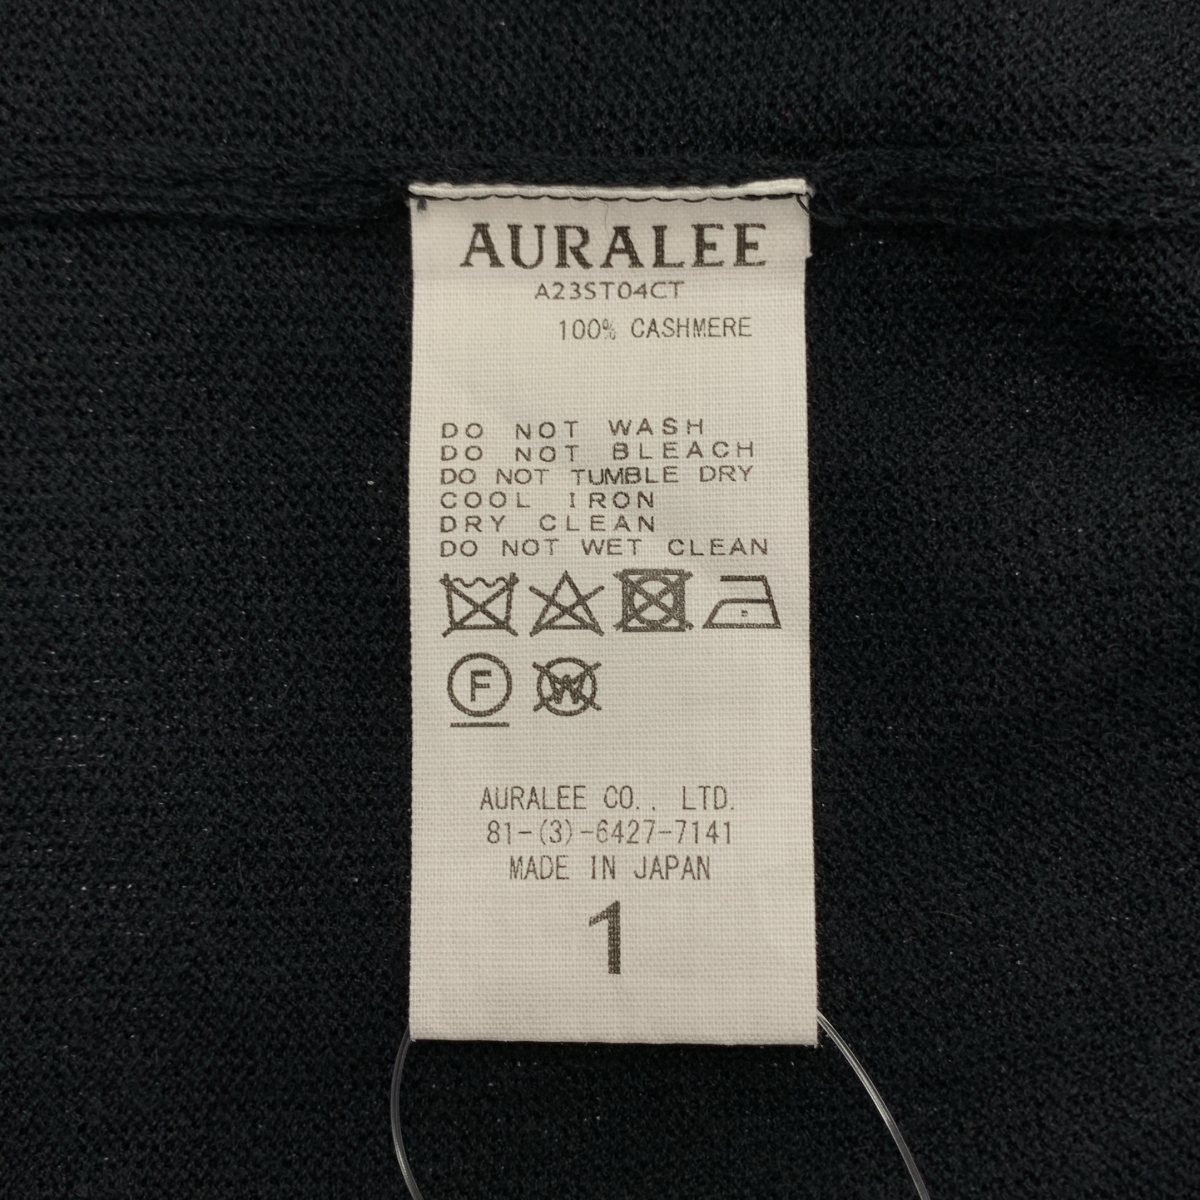 AURALEE
A23ST04CT
100% CASHMERE
DO NOT WASH
DO NOT BLEACH
DO NOT TUMBLE DRY
COOL IRON
DRY CLEAN
DO NOT WET CLEAN
F W
AURALEE CO., LTD.
81-(3)-6427-7141
MADE IN JAPAN
1